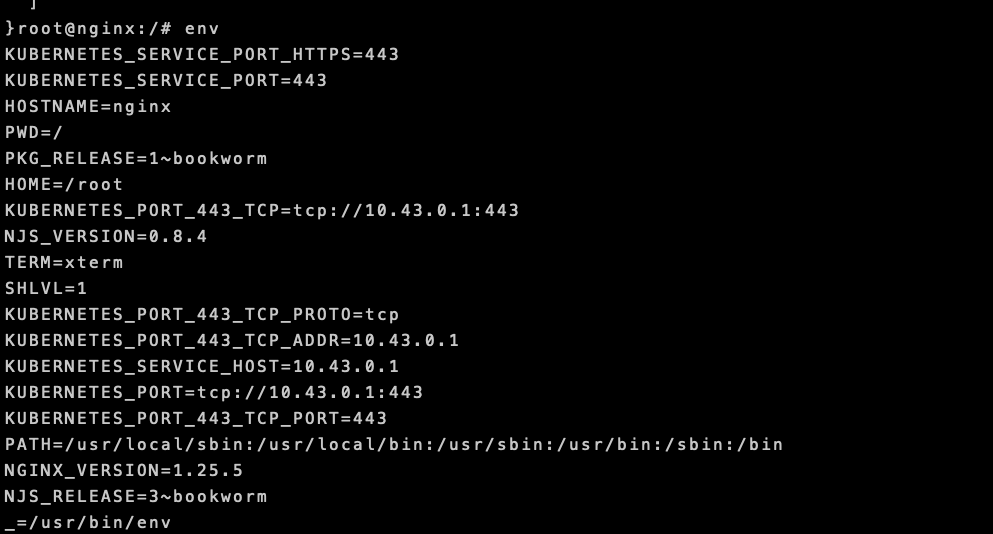 ]
}root@nginx:/# env
KUBERNETES_SERVICE_PORT_HTTPS=443
KUBERNETES_SERVICE_PORT=443
HOSTNAME=nginx
PWD=/
PKG_RELEASE=1~bookworm
HOME=/root
KUBERNETES_PORT_443_TCP=tcp://10.43.0.1:443
NJS_VERSION=0.8.4
TERM=xterm
SHLVL=1
KUBERNETES_PORT_443_TCP_PROTO=tcp
KUBERNETES_PORT_443_TCP_ADDR=10.43.0.1
KUBERNETES_SERVICE_HOST=10.43.0.1
KUBERNETES_PORT=tcp://10.43.0.1:443
KUBERNETES_PORT_443_TCP_PORT=443
PATH=/usr/local/sbin:/usr/local/bin:/usr/sbin:/usr/bin:/sbin:/bin
NGINX_VERSION=1.25.5
NJS_RELEASE=3~bookworm
_=/usr/bin/env